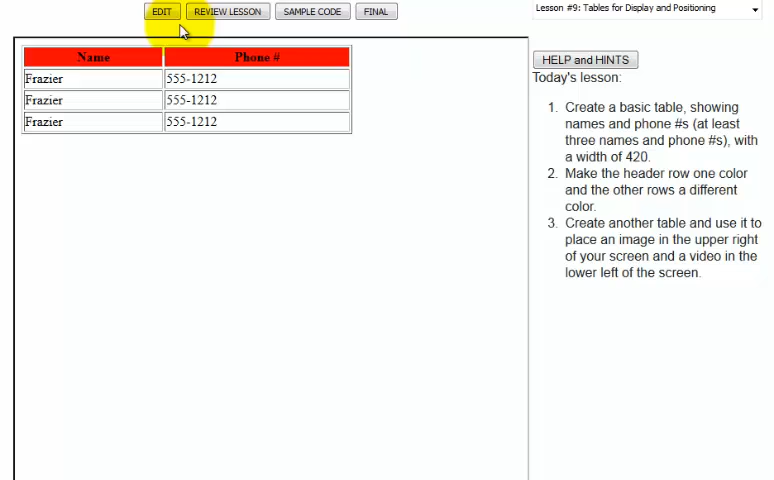 EDIT REVIEW LESSON SAMPLE CODE FINAL
Lesson #9: Tables for Display and Positioning
Name Phone #
Frazier 555-1212
Frazier 555-1212
Frazier 555-1212
HELP and HINTS
Today's lesson:
1. Create a basic table, showing
names and phone #s (at least
three names and phone #s), with
a width of 420.
2. Make the header row one color
and the other rows a different
color.
3. Create another table and use it to
place an image in the upper right
of your screen and a video in the
lower left of the screen.